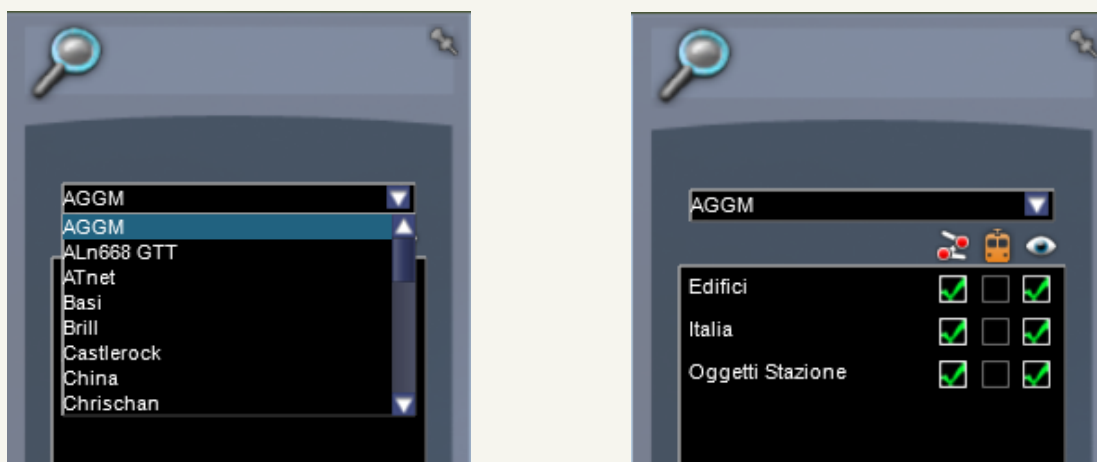 AGGM
AGGM
ALn668 GTT
ATnet
Basi
Brill
Castlerock
China
Chrischan
AGGM
Edifici
Italia
Oggetti Stazione